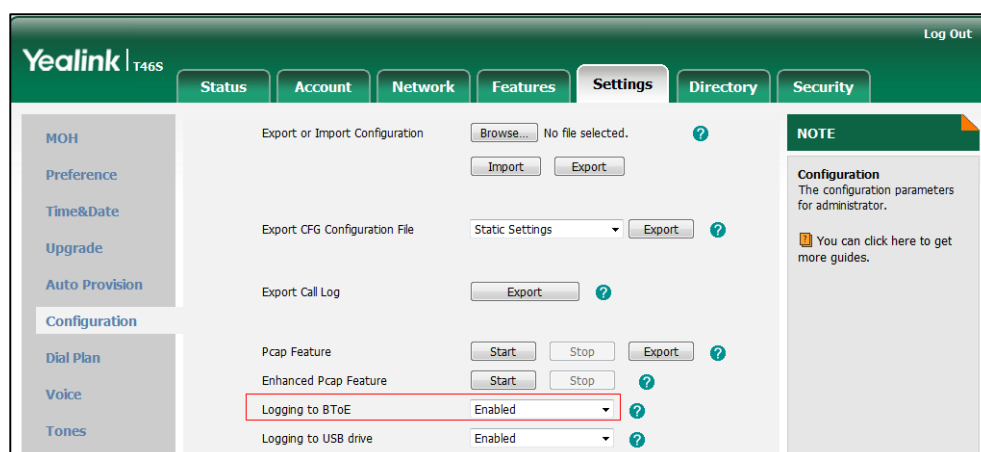 Log Out
Yealink | T46S
Status Account Network Features Settings Directory Security
MOH
Preference
Time&Date
Upgrade
Auto Provision
Configuration
Dial Plan
Voice
Tones
Export or Import Configuration Browse... No file selected. ?
Import Export
Export CFG Configuration File Static Settings Export ?
Export Call Log Export ?
Pcap Feature Start Stop Export ?
Enhanced Pcap Feature Start Stop ?
Logging to BToE Enabled ?
Logging to USB drive Enabled ?
NOTE
Configuration
The configuration parameters
for administrator.
? You can click here to get
more guides.